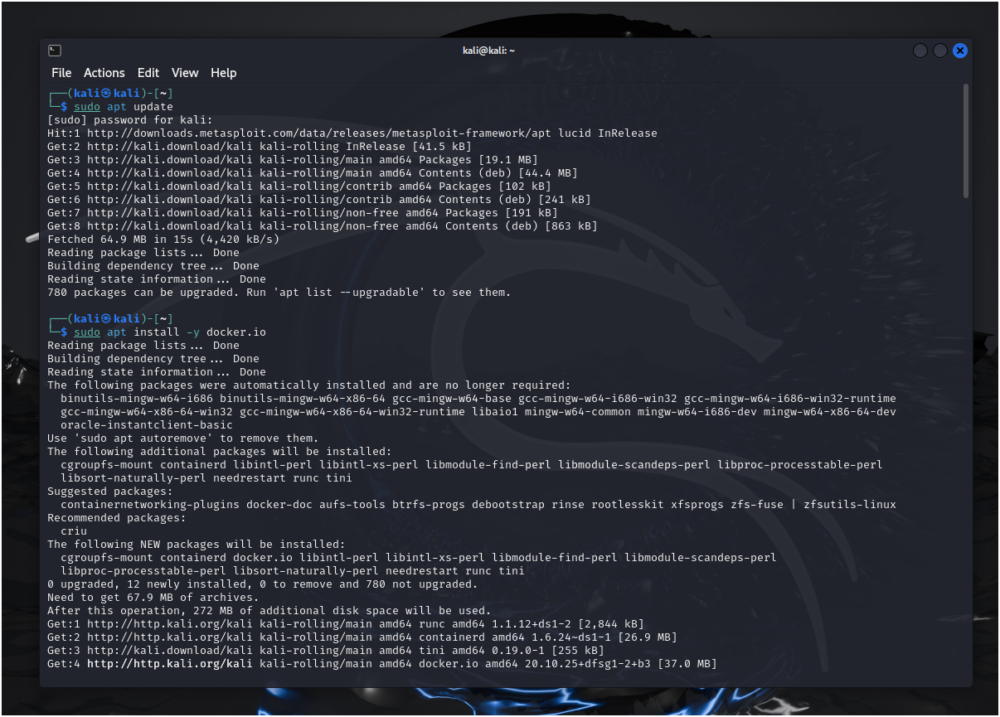 kali@kali: ~
File Actions Edit View Help
┌──(kali㉿kali)-[~]
└─$ sudo apt update
[sudo] password for kali:
Hit:1 http://downloads.metasploit.com/data/releases/metasploit-framework/apt lucid InRelease
Get:2 http://kali.download/kali kali-rolling InRelease [41.5 kB]
Get:3 http://kali.download/kali kali-rolling/main amd64 Packages [19.1 MB]
Get:4 http://kali.download/kali kali-rolling/main amd64 Contents (deb) [44.4 MB]
Get:5 http://kali.download/kali kali-rolling/contrib amd64 Packages [102 kB]
Get:6 http://kali.download/kali kali-rolling/contrib amd64 Contents (deb) [241 kB]
Get:7 http://kali.download/kali kali-rolling/non-free amd64 Packages [191 kB]
Get:8 http://kali.download/kali kali-rolling/non-free amd64 Contents (deb) [863 kB]
Fetched 64.9 MB in 15s (4,420 kB/s)
Reading package lists... Done
Building dependency tree... Done
Reading state information... Done
780 packages can be upgraded. Run 'apt list --upgradable' to see them.
┌──(kali㉿kali)-[~]
└─$ sudo apt install -y docker.io
Reading package lists... Done
Building dependency tree... Done
Reading state information... Done
The following packages were automatically installed and are no longer required:
binutils-mingw-w64-i686 binutils-mingw-w64-x86-64 gcc-mingw-w64-base gcc-mingw-w64-i686-win32 gcc-mingw-w64-i686-win32-runtime
gcc-mingw-w64-x86-64-win32 gcc-mingw-w64-x86-64-win32-runtime libaio1 mingw-w64-common mingw-w64-i686-dev mingw-w64-x86-64-dev
oracle-instantclient-basic
Use 'sudo apt autoremove' to remove them.
The following additional packages will be installed:
cgroupfs-mount containerd libintl-perl libintl-xs-perl libmodule-find-perl libmodule-scandeps-perl libproc-processtable-perl
libsort-naturally-perl needrestart runc tini
Suggested packages:
containernetworking-plugins docker-doc aufs-tools btrfs-progs debootstrap rinse rootlesskit xfsprogs zfs-fuse | zfsutils-linux
Recommended packages:
criu
The following NEW packages will be installed:
cgroupfs-mount containerd docker.io libintl-perl libintl-xs-perl libmodule-find-perl libmodule-scandeps-perl
libproc-processtable-perl libsort-naturally-perl needrestart runc tini
0 upgraded, 12 newly installed, 0 to remove and 780 not upgraded.
Need to get 67.9 MB of archives.
After this operation, 272 MB of additional disk space will be used.
Get:1 http://http.kali.org/kali kali-rolling/main amd64 runc amd64 1.1.12+ds1-2 [2,844 kB]
Get:2 http://http.kali.org/kali kali-rolling/main amd64 containerd amd64 1.6.24~ds1-1 [26.9 MB]
Get:3 http://kali.download/kali kali-rolling/main amd64 tini amd64 0.19.0-1 [255 kB]
Get:4 http://http.kali.org/kali kali-rolling/main amd64 docker.io amd64 20.10.25+dfsg1-2+b3 [37.0 MB]